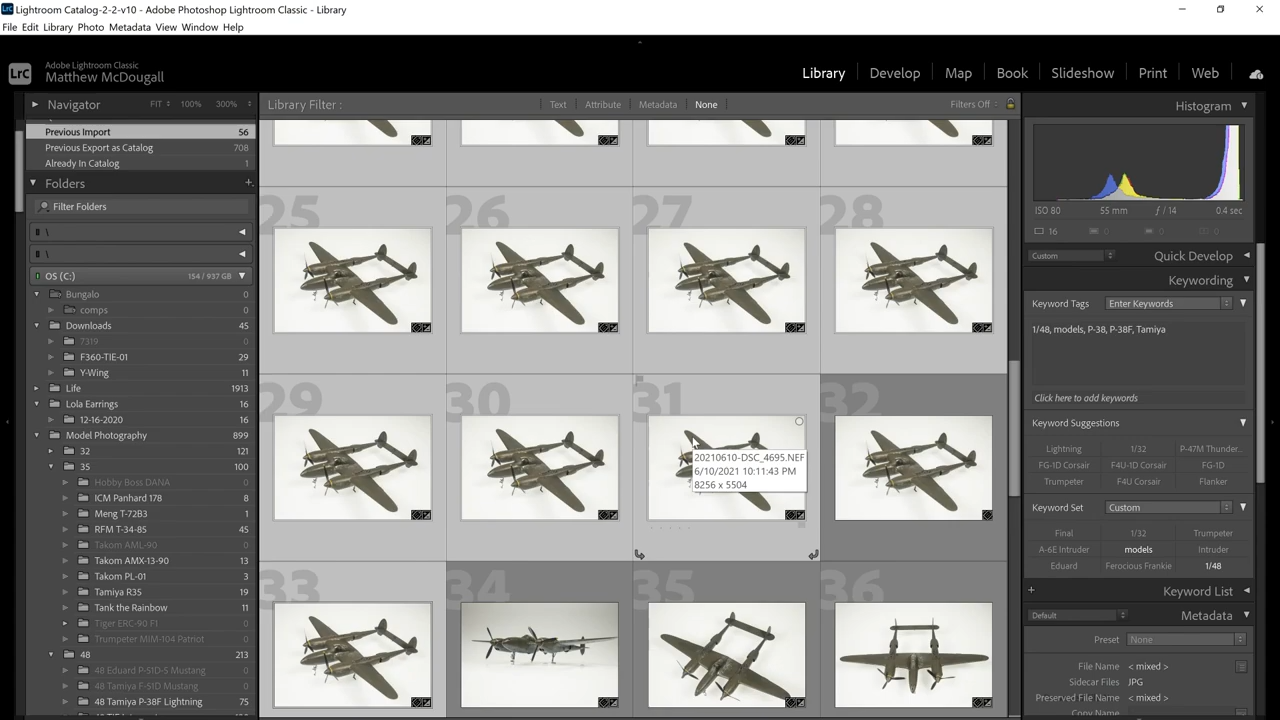 Lightroom Catalog-2-2-v10 - Adobe Photoshop Lightroom Classic - Library
File Edit Library Photo Metadata View Window Help
LrC
Adobe Lightroom Classic
Matthew McDougall
Library Develop Map Book Slideshow Print Web
Navigator FIT 100% 300%
Library Filter : Text Attribute Metadata None Filters Off
Histogram
Previous Import 56
Previous Export as Catalog 708
Already In Catalog 1
Folders
Filter Folders
\
\
OS (C:) 154 / 937 GB
Bungalo 0
comps 0
Downloads 45
7319 0
F360-TIE-01 29
Y-Wing 11
Life 1913
Lola Earrings 16
12-16-2020 16
Model Photography 899
32 121
35 100
Hobby Boss DANA 0
ICM Panhard 178 8
Meng T-72B3 1
RFM T-34-85 45
Takom AML-90 0
Takom AMX-13-90 13
Takom PL-01 3
Tamiya R35 19
Tank the Rainbow 11
Tiger ERC-90 F1 0
Trumpeter MIM-104 Patriot 0
48 213
48 Eduard P-51D-5 Mustang 0
48 Tamiya F-51D Mustang 0
48 Tamiya P-38F Lightning 75
25 26 27 28
29 30 31 32
20210610-DSC_4695.NEF
6/10/2021 10:11:43 PM
8256 x 5504
33 34 35 36
ISO 80 55 mm ƒ / 14 0.4 sec
16 0 0 0
Custom Quick Develop
Keywording
Keyword Tags Enter Keywords
1/48, models, P-38, P-38F, Tamiya
Click here to add keywords
Keyword Suggestions
Lightning 1/32 P-47M Thunder...
FG-1D Corsair F4U-1D Corsair FG-1D
Trumpeter F4U Corsair Flanker
Keyword Set Custom
Final 1/32 Trumpeter
A-6E Intruder models Intruder
Eduard Ferocious Frankie 1/48
Keyword List
Default Metadata
Preset None
File Name < mixed >
Sidecar Files JPG
Preserved File Name < mixed >